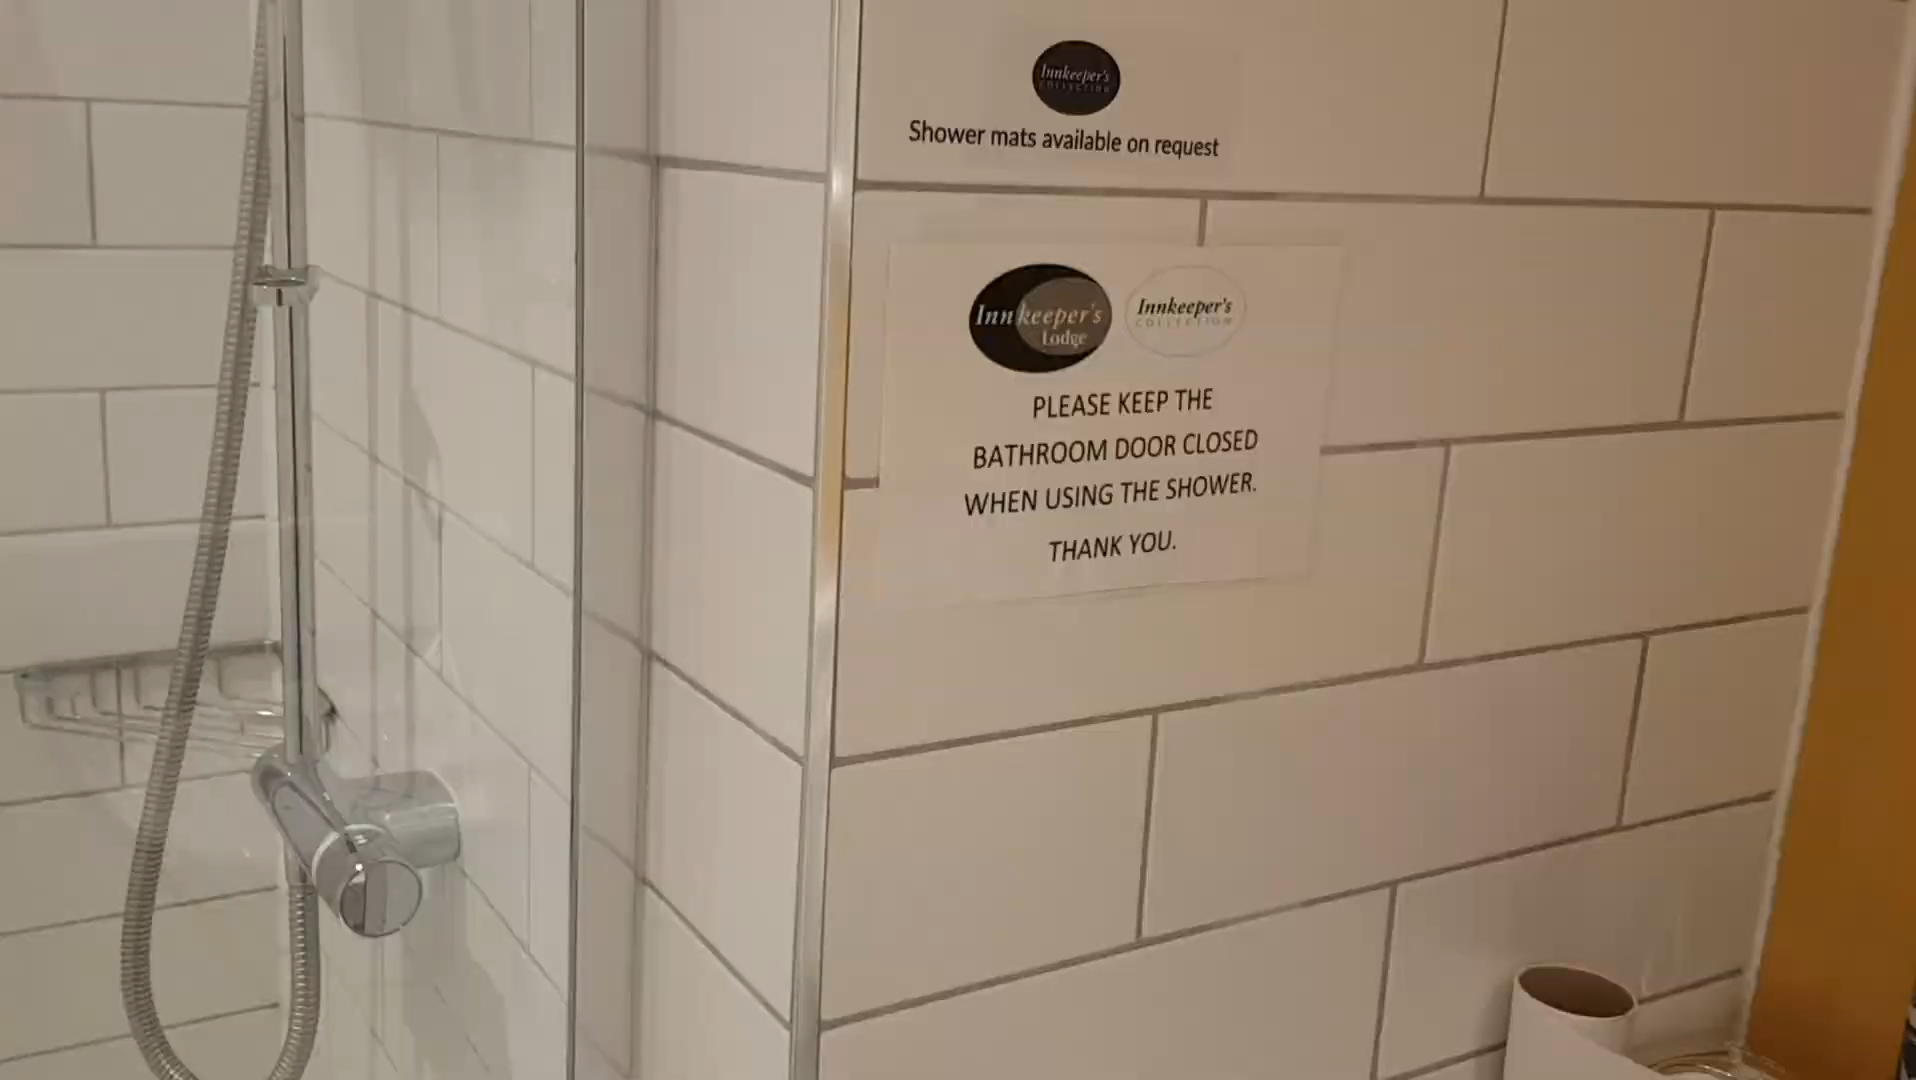 Innkeeper's
COLLECTION
Shower mats available on request
Innkeeper's
Lodge
Innkeeper's
COLLECTION
PLEASE KEEP THE
BATHROOM DOOR CLOSED
WHEN USING THE SHOWER.
THANK YOU.